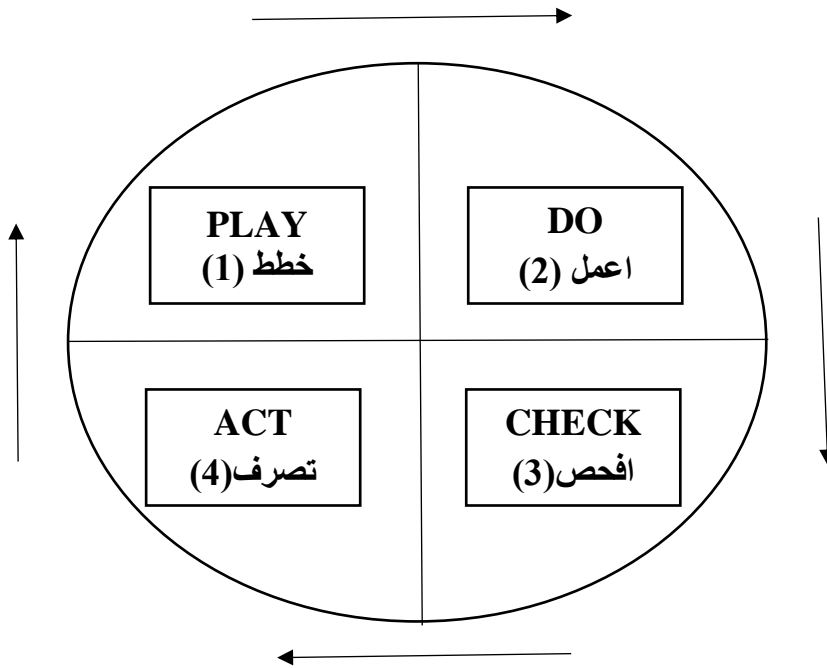 PLAY
خطط (1)
DO
اعمل (2)
CHECK
افحص(3)
ACT
تصرف(4)